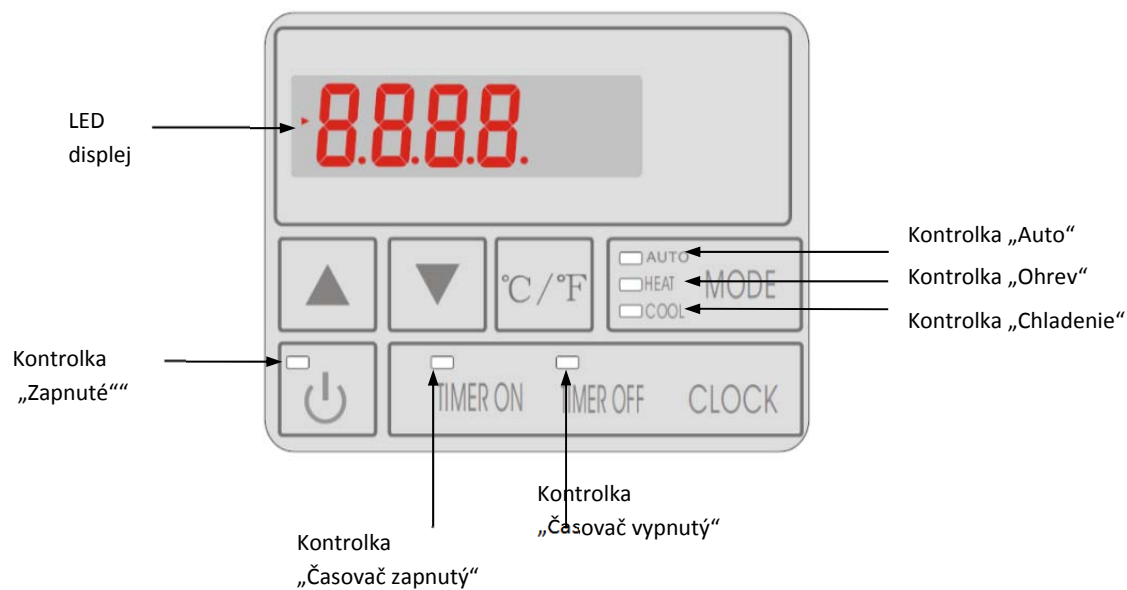 8.8.8.8.
LED
displej
AUTO
HEAT
COOL
MODE
°C/°F
Kontrolka „Auto“
Kontrolka „Ohrev“
Kontrolka „Chladenie“
Kontrolka
„Zapnuté““
TIMER ON
TIMER OFF
CLOCK
Kontrolka
„Časovač vypnutý“
Kontrolka
„Časovač zapnutý“